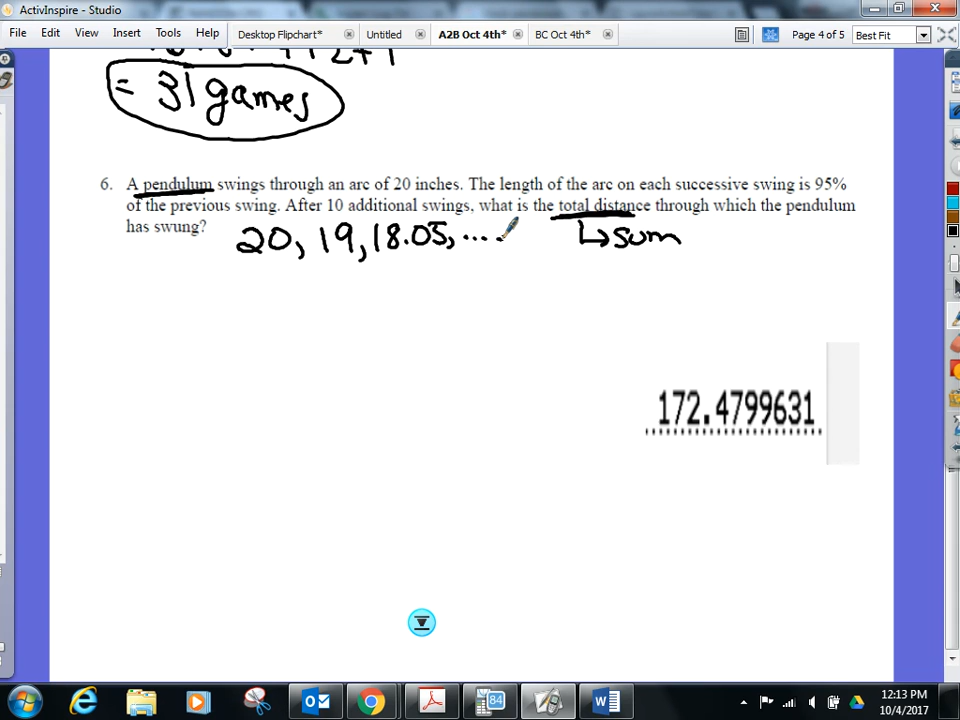 ActivInspire - Studio
File Edit View Insert Tools Help Desktop Flipchart* Untitled A2B Oct 4th* BC Oct 4th* Page 4 of 5 Best Fit
= 31 games
6. A pendulum swings through an arc of 20 inches. The length of the arc on each successive swing is 95%
of the previous swing. After 10 additional swings, what is the total distance through which the pendulum
has swung?
20, 19, 18.05, .... ↳sum
172.4799631
84
12:13 PM
10/4/2017